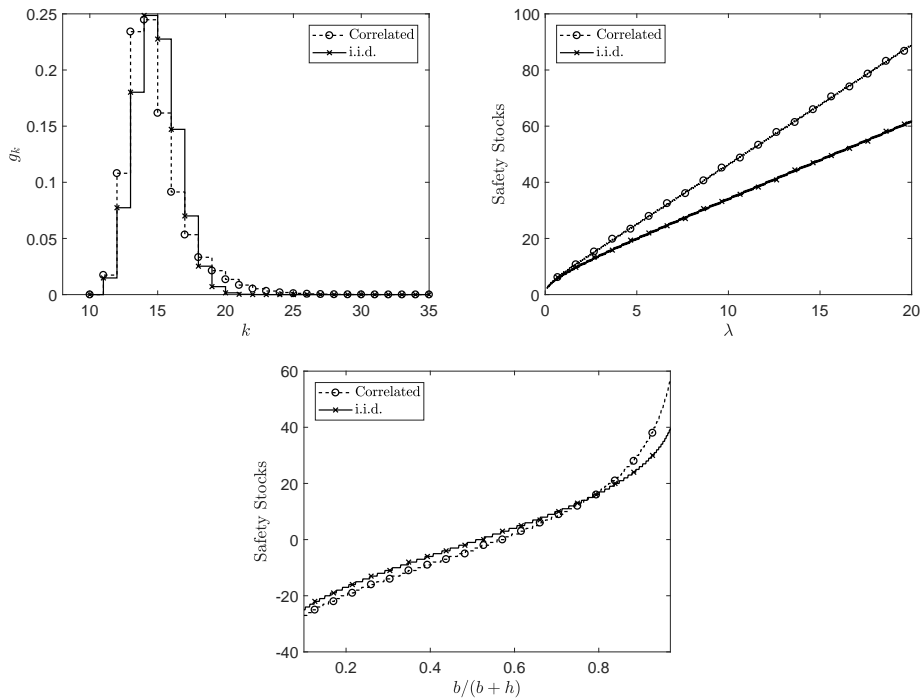 0.25
0.2
0.15
0.1
0.05
0
g_k
10 15 20 25 30 35
k
Correlated
i.i.d.
100
80
60
40
20
0
Safety Stocks
0 5 10 15 20
λ
Correlated
i.i.d.
60
40
20
0
-20
-40
Safety Stocks
0.2 0.4 0.6 0.8
b/(b + h)
Correlated
i.i.d.